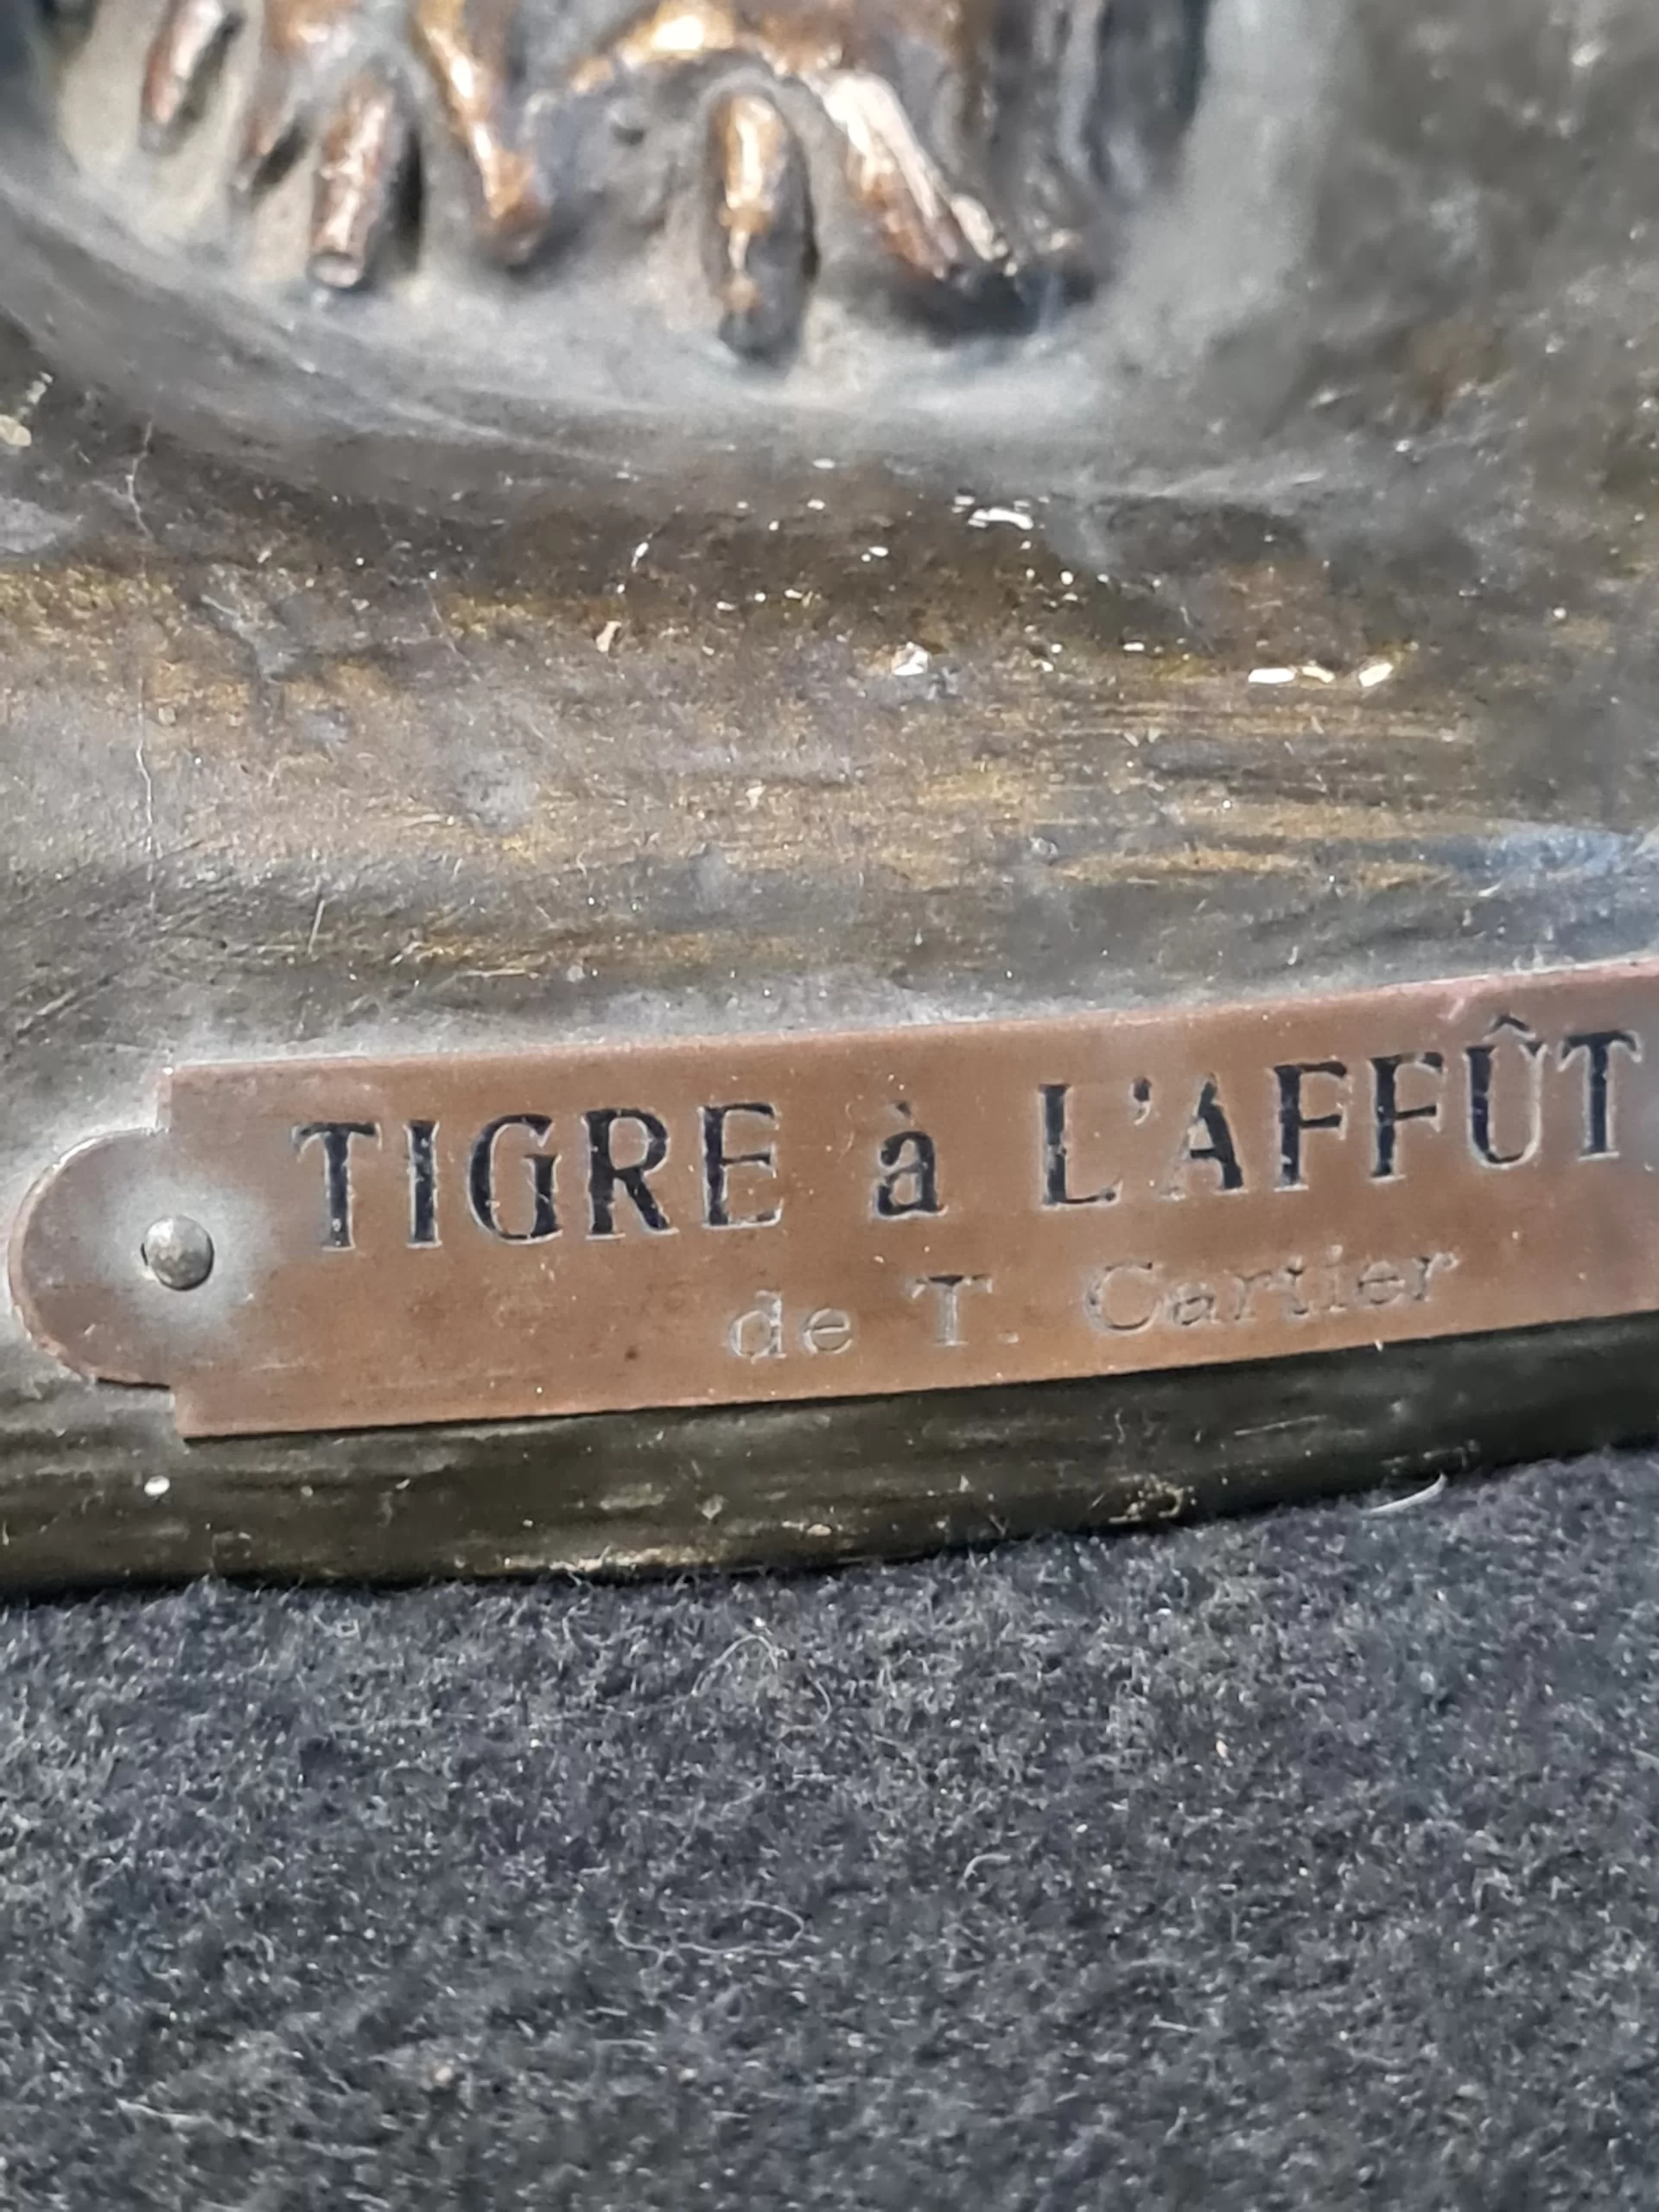 TIGRE à L'AFFÛT
de T. Cartier